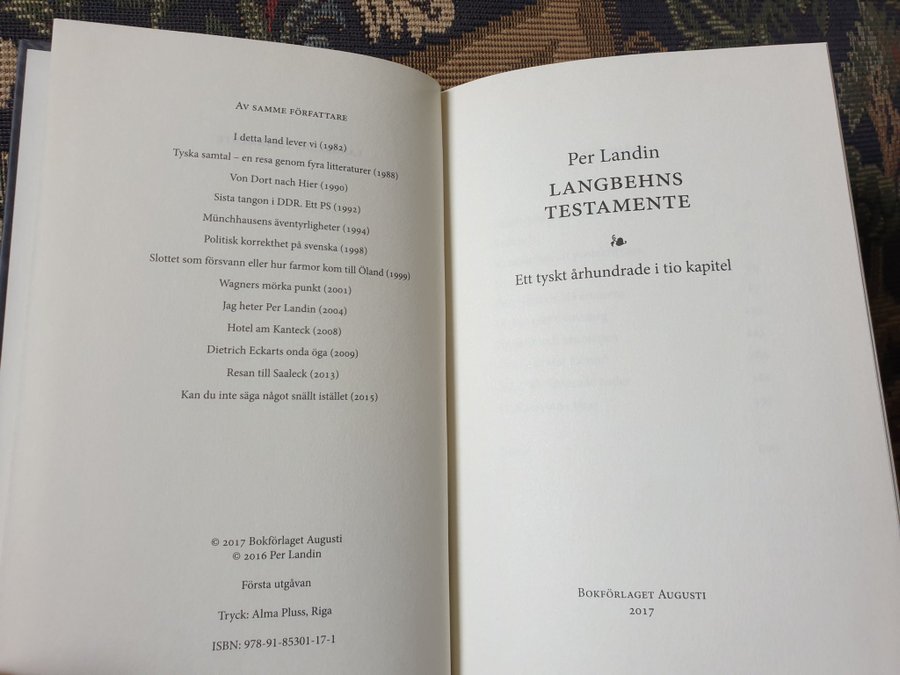 Av samme författare
I detta land lever vi (1982)
Tyska samtal – en resa genom fyra litteraturer (1988)
Von Dort nach Hier (1990)
Sista tangon i DDR. Ett PS (1992)
Münchhausens äventyrligheter (1994)
Politisk korrekthet på svenska (1998)
Slottet som försvann eller hur farmor kom till Öland (1999)
Wagners mörka punkt (2001)
Jag heter Per Landin (2004)
Hotel am Kanteck (2008)
Dietrich Eckarts onda öga (2009)
Resan till Saaleck (2013)
Kan du inte säga något snällt istället (2015)
© 2017 Bokförlaget Augusti
© 2016 Per Landin
Första utgåvan
Tryck: Alma Pluss, Riga
ISBN: 978-91-85301-17-1
Per Landin
LANGBEHNS
TESTAMENTE
Ett tyskt århundrade i tio kapitel
Bokförlaget Augusti
2017